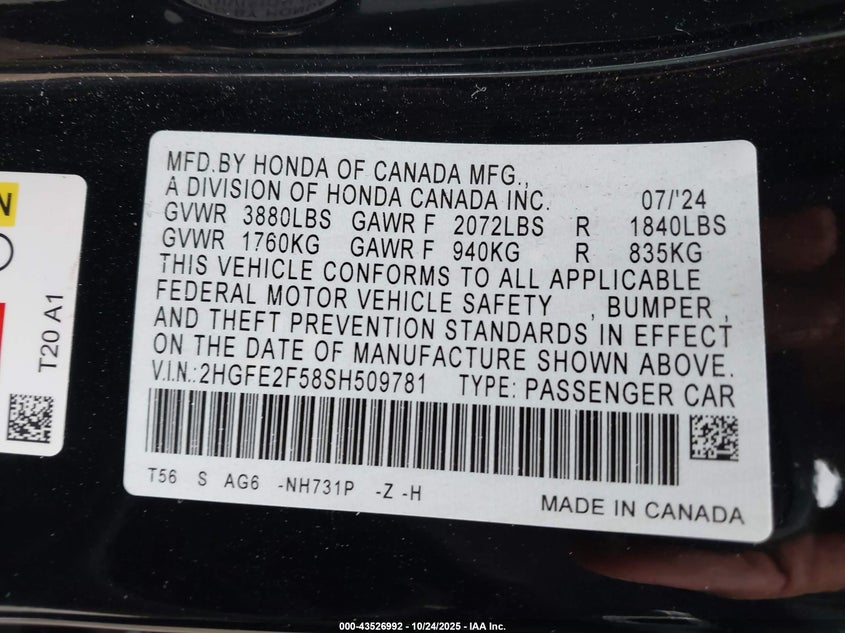 MFD.BY HONDA OF CANADA MFG.,
A DIVISION OF HONDA CANADA INC. 07/'24
GVWR 3880LBS GAWR F 2072LBS R 1840LBS
GVWR 1760KG GAWR F 940KG R 835KG
THIS VEHICLE CONFORMS TO ALL APPLICABLE
FEDERAL MOTOR VEHICLE SAFETY , BUMPER ,
AND THEFT PREVENTION STANDARDS IN EFFECT
ON THE DATE OF MANUFACTURE SHOWN ABOVE.
V.I.N.:2HGFE2F58SH509781 TYPE: PASSENGER CAR
T56 S AG6 -NH731P -Z -H
MADE IN CANADA
N
T20 A1
000-43526992 - 10/24/2025 - IAA Inc.